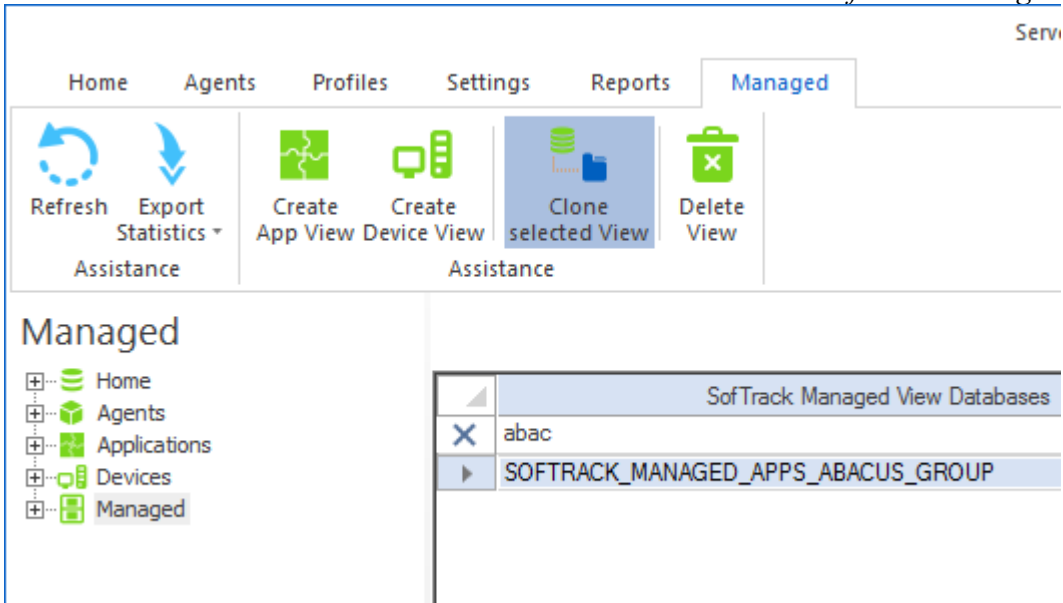 Serve
Home Agents Profiles Settings Reports Managed
Refresh Export Create Create Clone Delete
Statistics App View Device View selected View View
Assistance Assistance
Managed
Home
Agents
Applications
Devices
Managed
SofTrack Managed View Databases
abac
SOFTRACK_MANAGED_APPS_ABACUS_GROUP